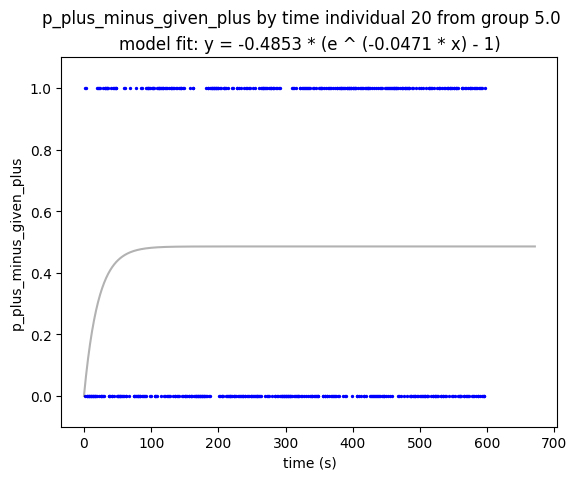 p_plus_minus_given_plus by time individual 20 from group 5.0
model fit: y = -0.4853 * (e ^ (-0.0471 * x) - 1)
1.0
0.8
0.6
0.4
0.2
0.0
p_plus_minus_given_plus
0 100 200 300 400 500 600 700
time (s)